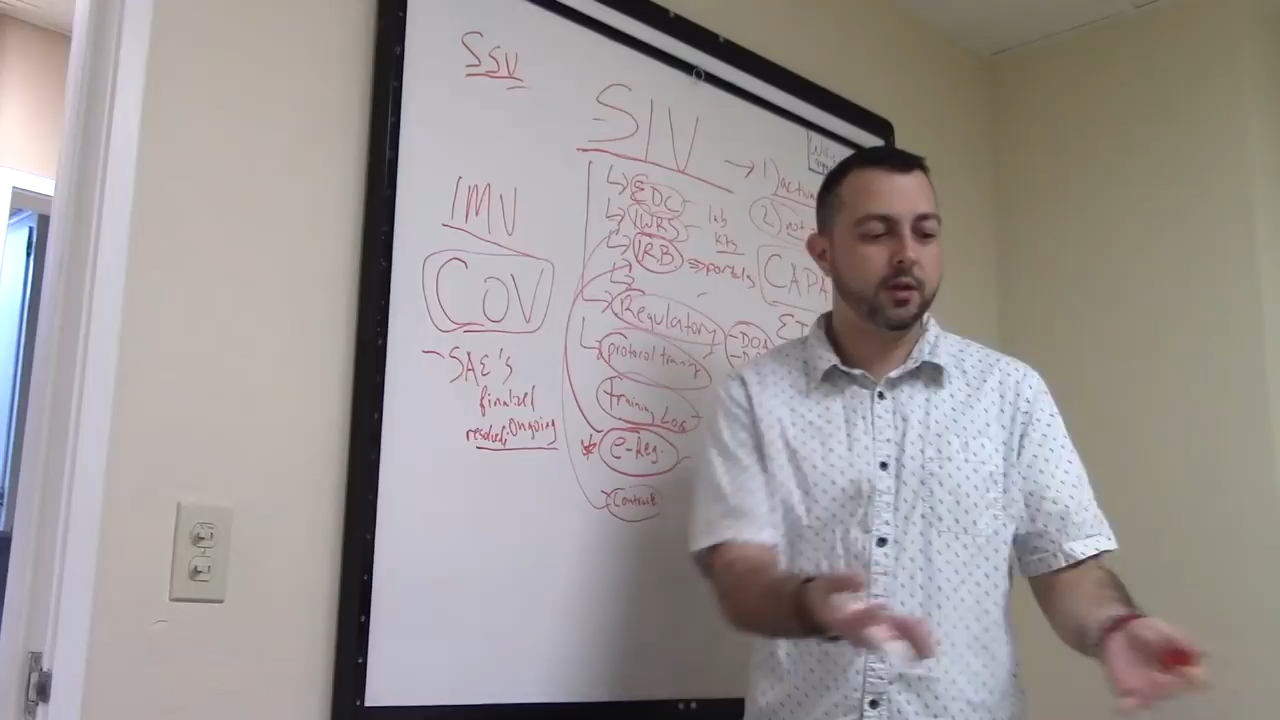 SSV
SIV
IMV
COV
- SAE's
finalized
resolved, Ongoing
EDC - lab
IWRS - kits
IRB => portals
Regulatory - DOA
protocol training
training Log
* e-Reg.
Contract
→ 1)
2.) not
CAPA